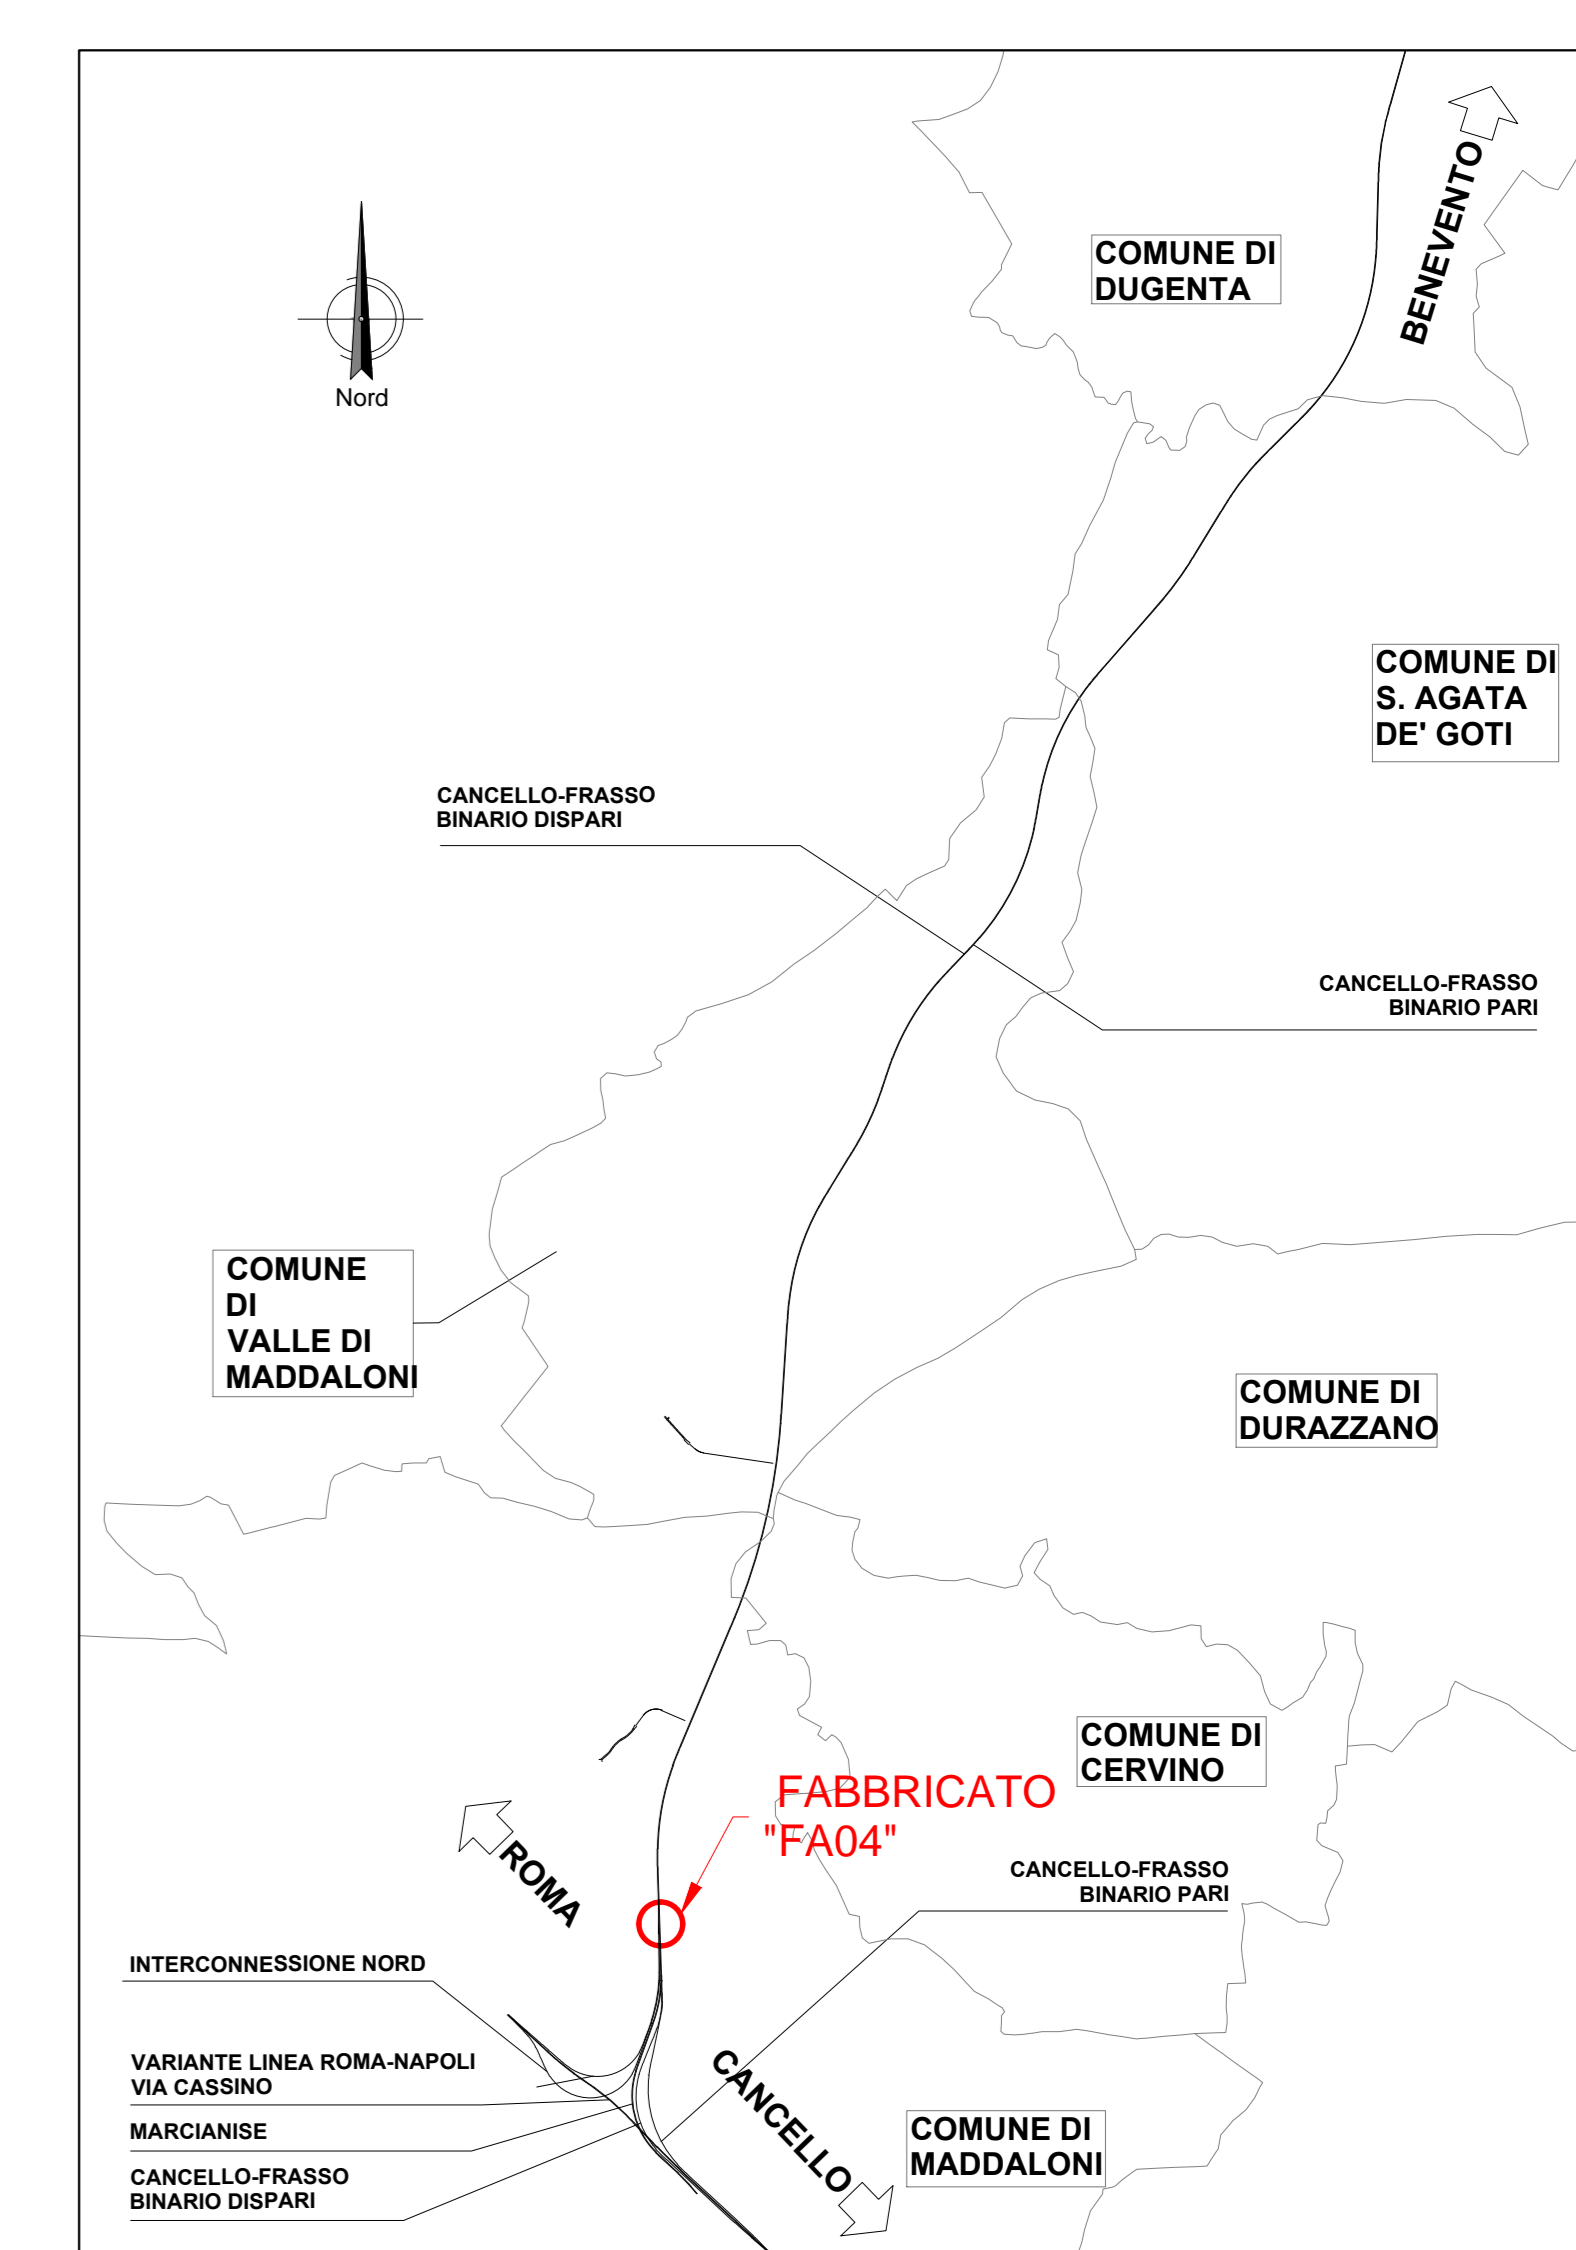 BENEVENTO
COMUNE DI
DUGENTA
Nord
COMUNE DI
S. AGATA
DE' GOTI
CANCELLO-FRASSO
BINARIO DISPARI
CANCELLO-FRASSO
BINARIO PARI
COMUNE
DI
VALLE DI
MADDALONI
COMUNE DI
DURAZZANO
COMUNE DI
CERVINO
FABBRICATO
"FA04"
ROMA
CANCELLO-FRASSO
BINARIO PARI
INTERCONNESSIONE NORD
VARIANTE LINEA ROMA-NAPOLI
VIA CASSINO
MARCIANISE
CANCELLO-FRASSO
BINARIO DISPARI
CANCELLO
COMUNE DI
MADDALONI